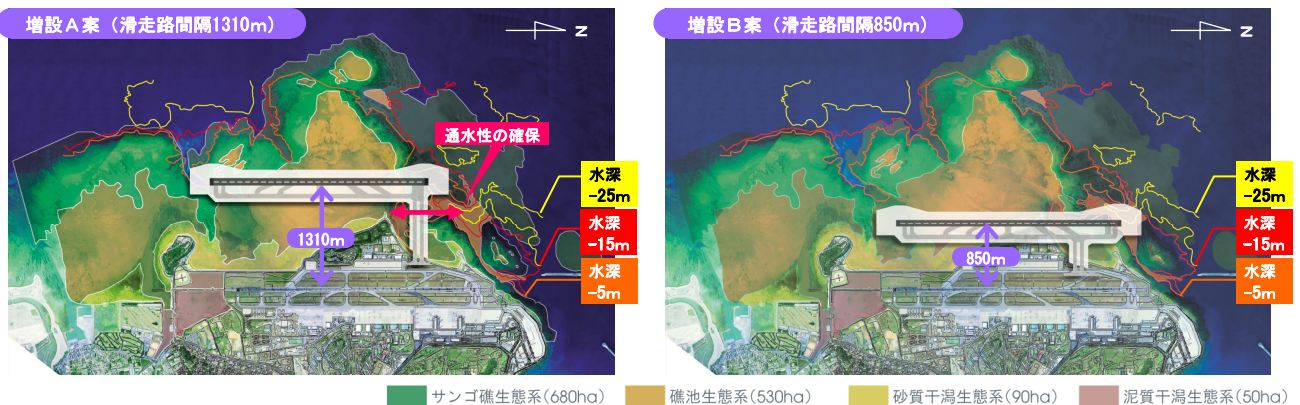 増設A案（滑走路間隔1310m）
N
通水性の確保
1310m
水深
-25m
水深
-15m
水深
-5m
増設B案（滑走路間隔850m）
N
850m
水深
-25m
水深
-15m
水深
-5m
サンゴ礁生態系(680ha)
礁池生態系(530ha)
砂質干潟生態系(90ha)
泥質干潟生態系(50ha)